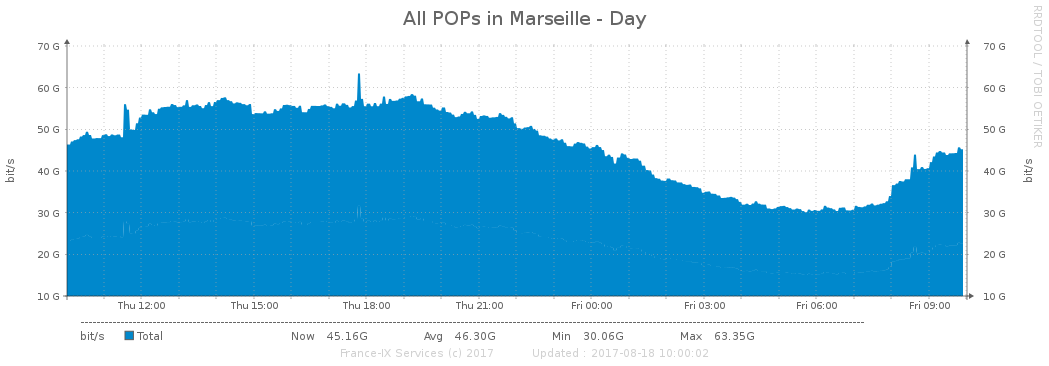 All POPs in Marseille - Day
RRDTOOL / TOBI OETIKER
70 G 70 G
60 G 60 G
50 G 50 G
40 G 40 G
30 G 30 G
20 G 20 G
10 G 10 G
bit/s
bit/s
Thu 12:00 Thu 15:00 Thu 18:00 Thu 21:00 Fri 00:00 Fri 03:00 Fri 06:00 Fri 09:00
bit/s Total Now 45.16G Avg 46.30G Min 30.06G Max 63.35G
France-IX Services (c) 2017 Updated : 2017-08-18 10:00:02